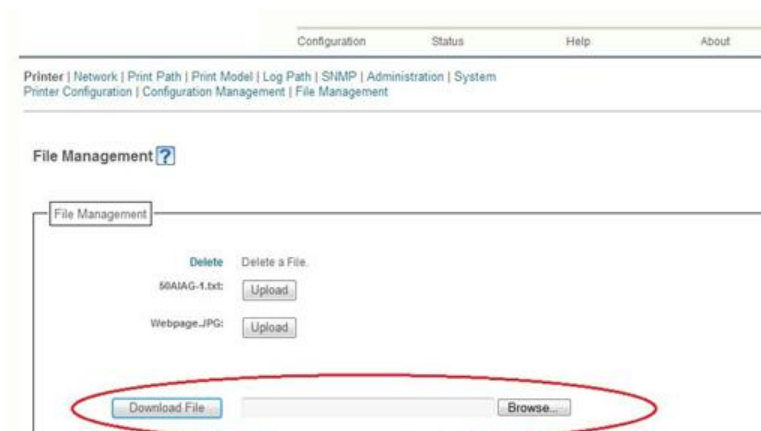 Configuration Status Help About
Printer | Network | Print Path | Print Model | Log Path | SNMP | Administration | System
Printer Configuration | Configuration Management | File Management
File Management ?
File Management
Delete Delete a File.
50AIAG-1.txt: Upload
Webpage.JPG: Upload
Download File Browse...